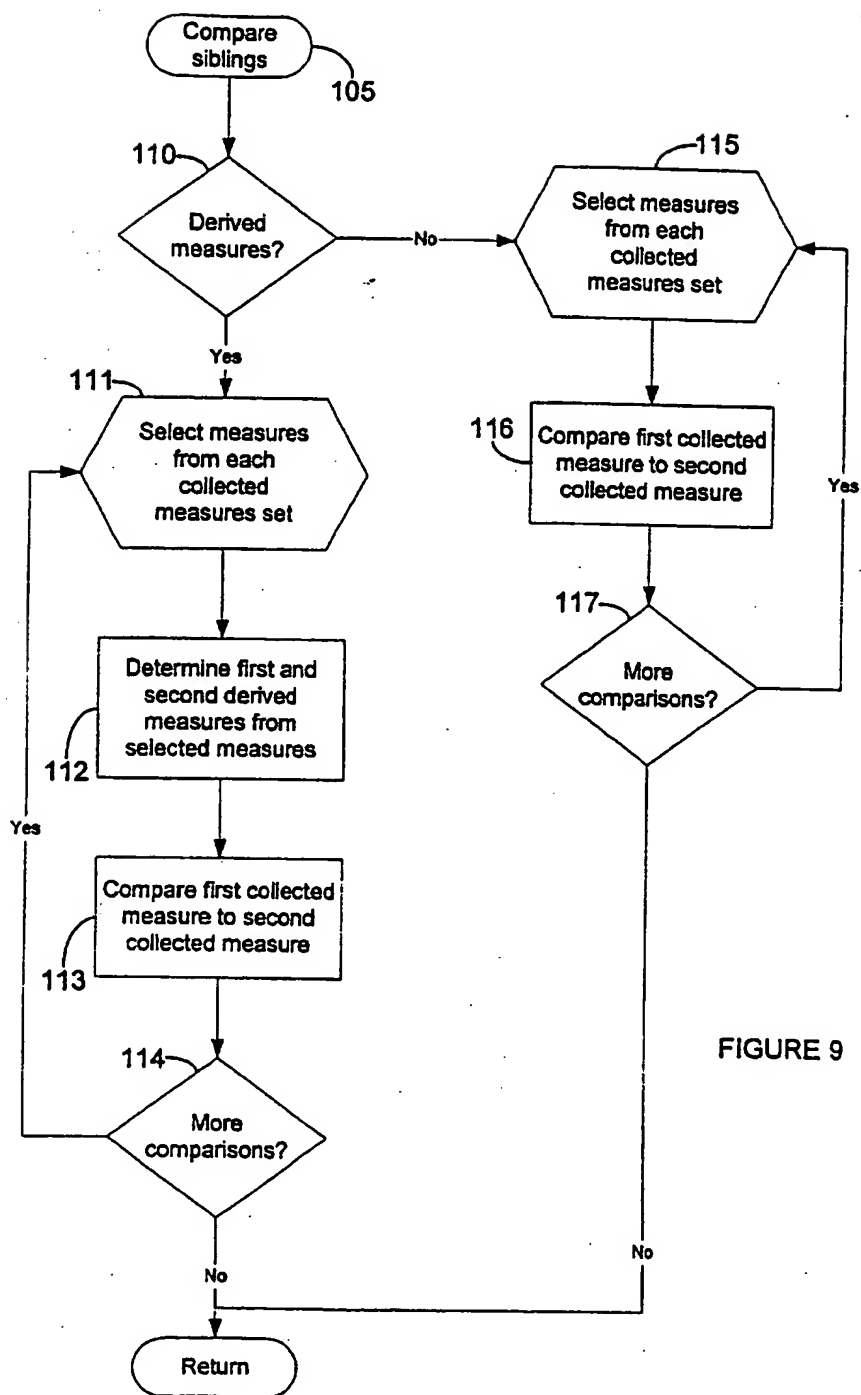 Compare
siblings
105
110
Derived
measures?
No
Yes
115
Select measures
from each
collected
measures set
111
Select measures
from each
collected
measures set
116
Compare first collected
measure to second
collected measure
Yes
117
More
comparisons?
Determine first and
second derived
measures from
selected measures
112
Yes
Compare first collected
measure to second
collected measure
113
114
More
comparisons?
FIGURE 9
No
No
Return